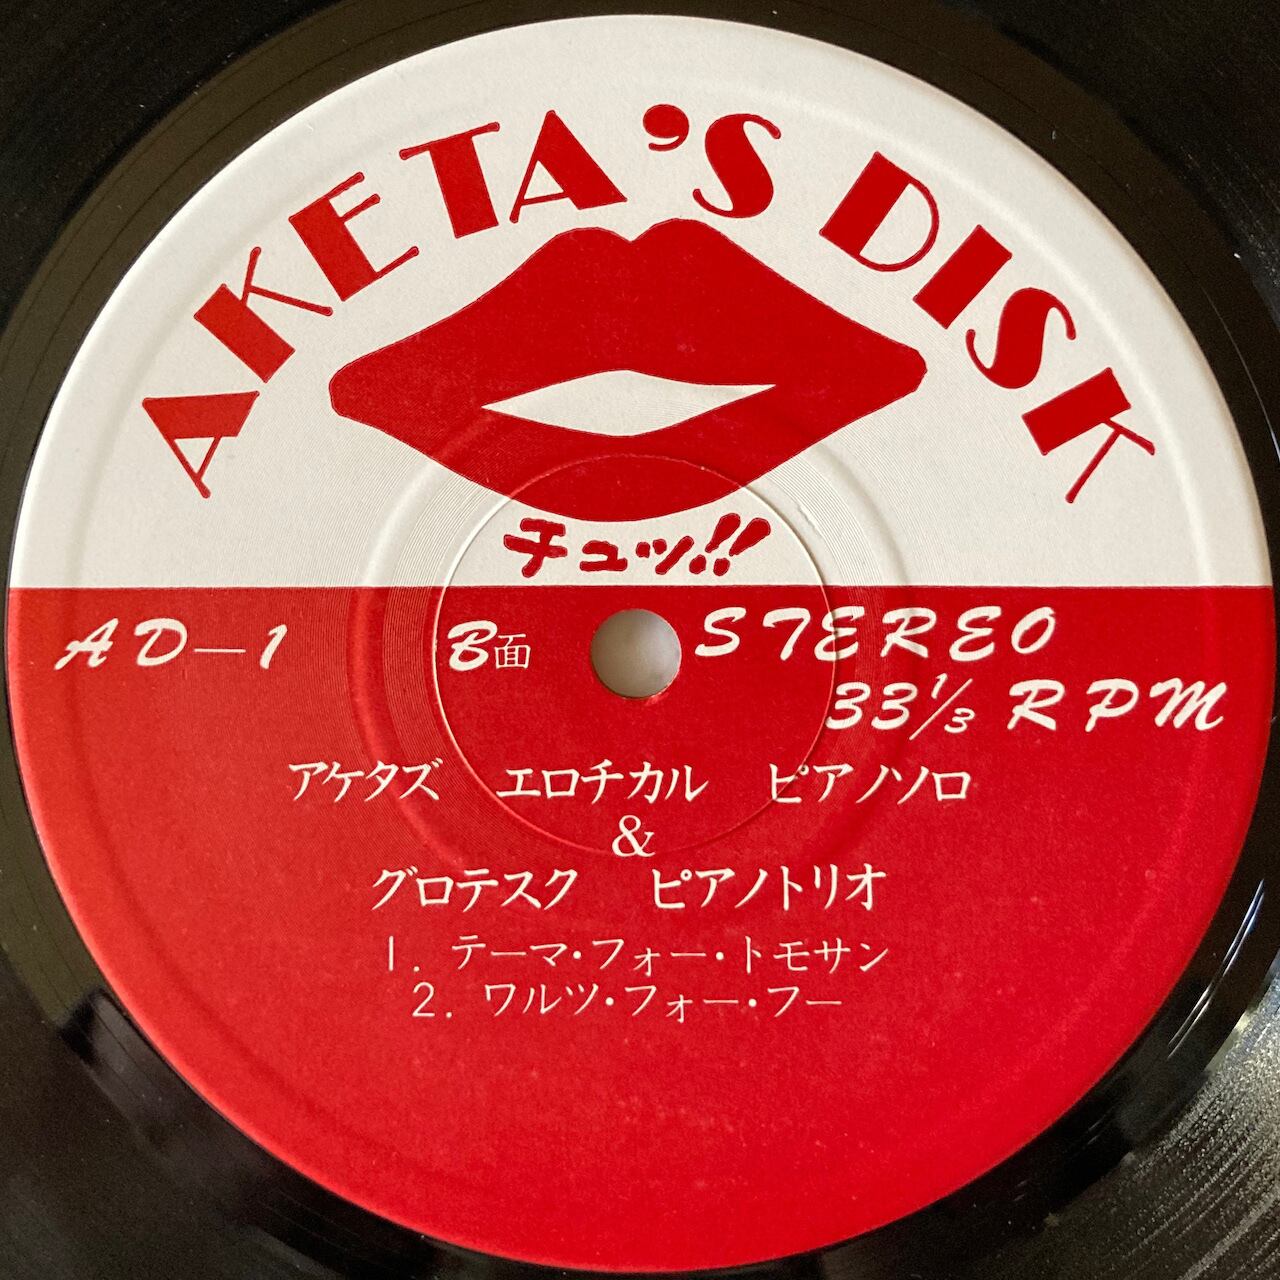 AKETA'S DISK
チュッ!!
AD—1 B面 STEREO
33⅓ RPM
アケタズ エロチカル ピアノソロ
&
グロテスク ピアノトリオ
1. テーマ・フォー・トモサン
2. ワルツ・フォー・フー